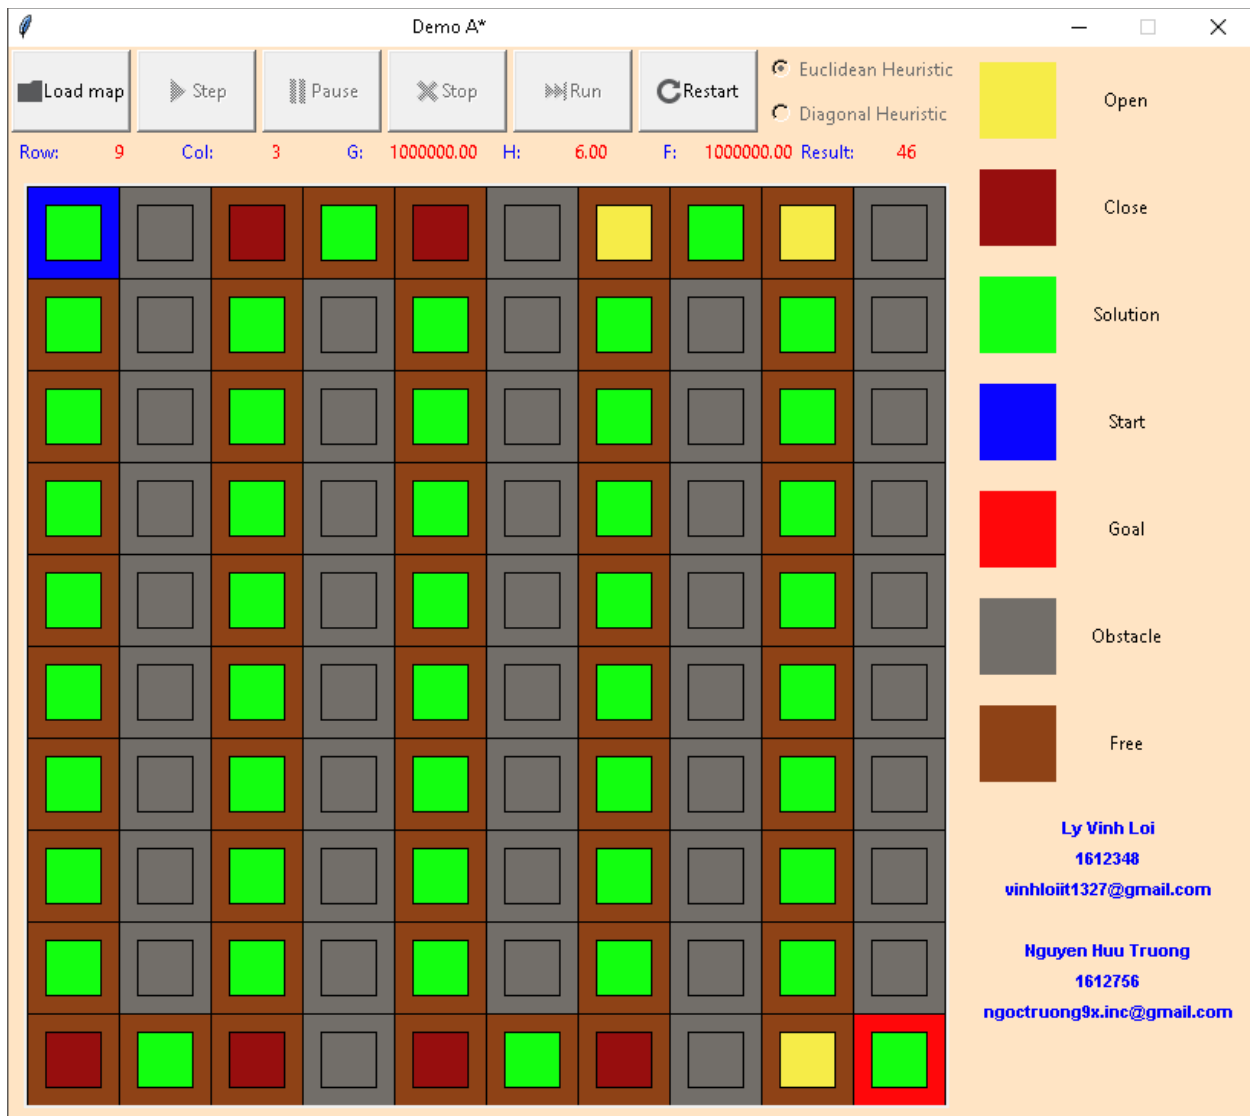 Demo A*
Load map Step Pause Stop Run Restart
Euclidean Heuristic
Diagonal Heuristic
Row: 9 Col: 3 G: 1000000.00 H: 6.00 F: 1000000.00 Result: 46
Open
Close
Solution
Start
Goal
Obstacle
Free
Ly Vinh Loi
1612348
vinhloiit1327@gmail.com
Nguyen Huu Truong
1612756
ngoctruong9x.inc@gmail.com